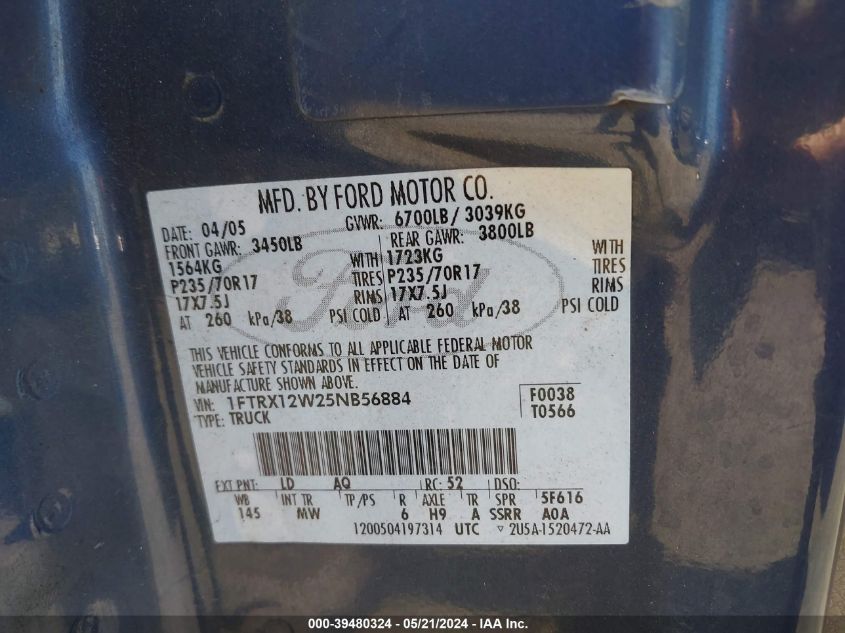 MFD. BY FORD MOTOR CO.
DATE: 04/05 GVWR: 6700LB/ 3039KG
FRONT GAWR: 3450LB REAR GAWR: 3800LB
1564KG WITH 1723KG WITH
P235/70R17 TIRES P235/70R17 TIRES
17X7.5J RIMS 17X7.5J RIMS
AT 260 kPa/38 PSI COLD AT 260 kPa/38 PSI COLD
Ford
THIS VEHICLE CONFORMS TO ALL APPLICABLE FEDERAL MOTOR
VEHICLE SAFETY STANDARDS IN EFFECT ON THE DATE OF
MANUFACTURE SHOWN ABOVE.
VIN: 1FTRX12W25NB56884 F0038
TYPE: TRUCK T0566
EXT PNT: LD AQ RC: 52 DSO:
WB INT TR TP/PS R AXLE TR SPR 5F616
145 MW 6 H9 A SSRR A0A
1200504197314 UTC 2U5A-1520472-AA
000-39480324 - 05/21/2024 - IAA Inc.